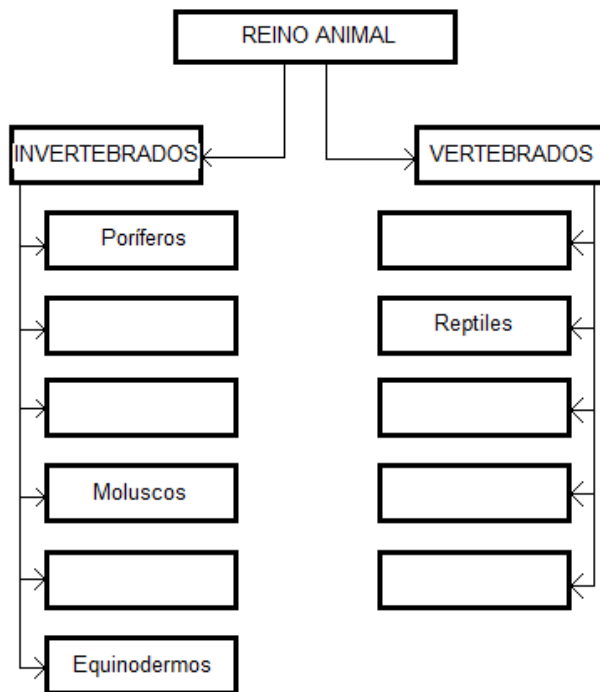 REINO ANIMAL
INVERTEBRADOS
VERTEBRADOS
Poríferos
Reptiles
Moluscos
Equinodermos